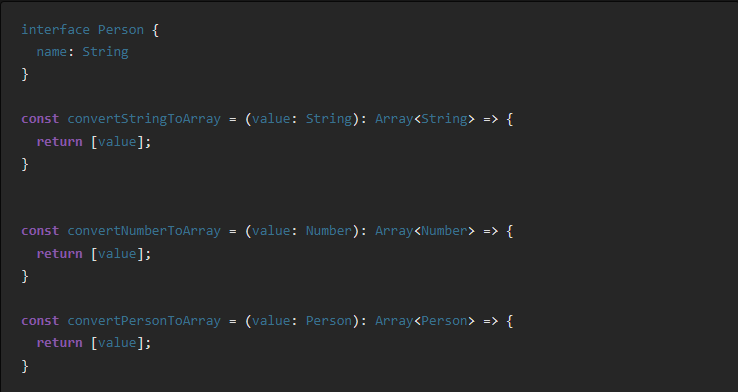 interface Person {
  name: String
}
const convertStringToArray = (value: String): Array<String> => {
  return [value];
}
const convertNumberToArray = (value: Number): Array<Number> => {
  return [value];
}
const convertPersonToArray = (value: Person): Array<Person> => {
  return [value];
}